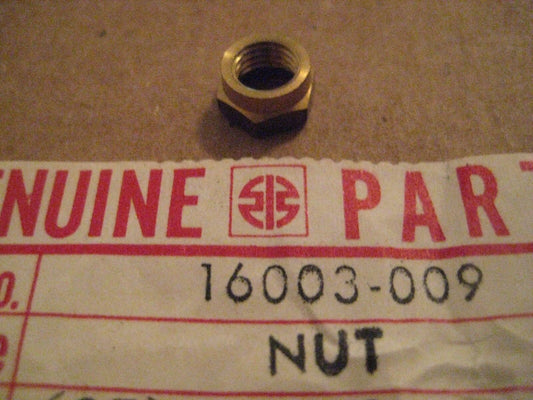 ENUINE PART
o. 16003-009
e NUT